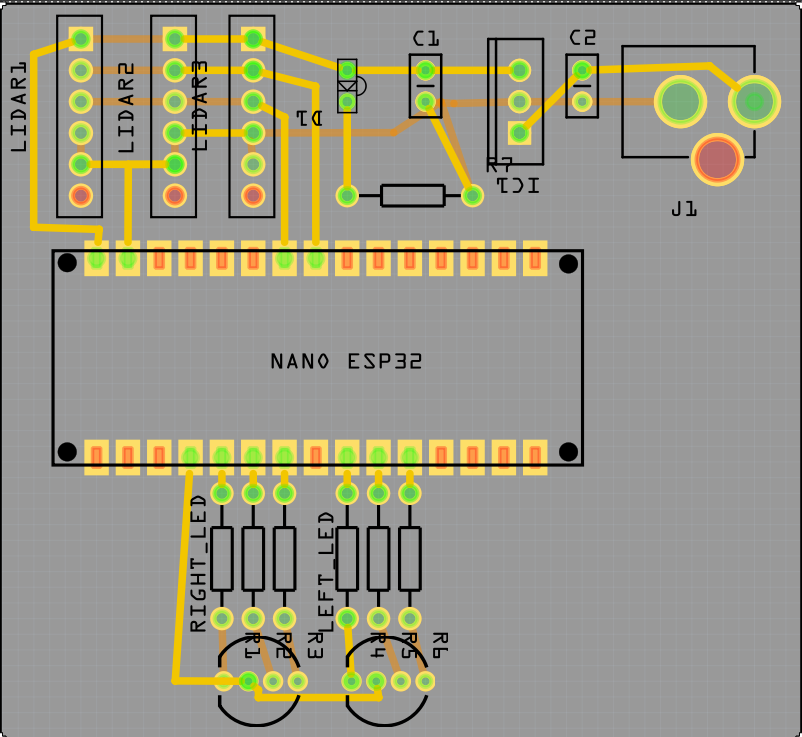 LIDAR1
LIDAR2
LIDAR3
D1
C1
R7
IC1
C2
J1
NANO ESP32
RIGHT_LED
LEFT_LED
R1
R2
R3
R4
R5
R6